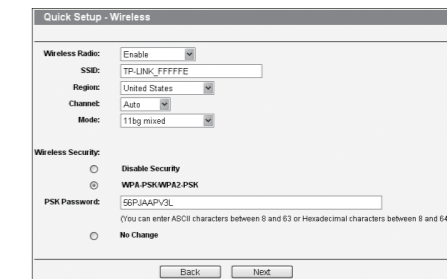 Quick Setup - Wireless
Wireless Radio: Enable
SSID: TP-LINK_FFFFFE
Region: United States
Channel: Auto
Mode: 11bg mixed
Wireless Security:
Disable Security
WPA-PSK/WPA2-PSK
PSK Password: 56PJAAPV3L
(You can enter ASCII characters between 8 and 63 or Hexadecimal characters between 8 and 64
No Change
Back Next